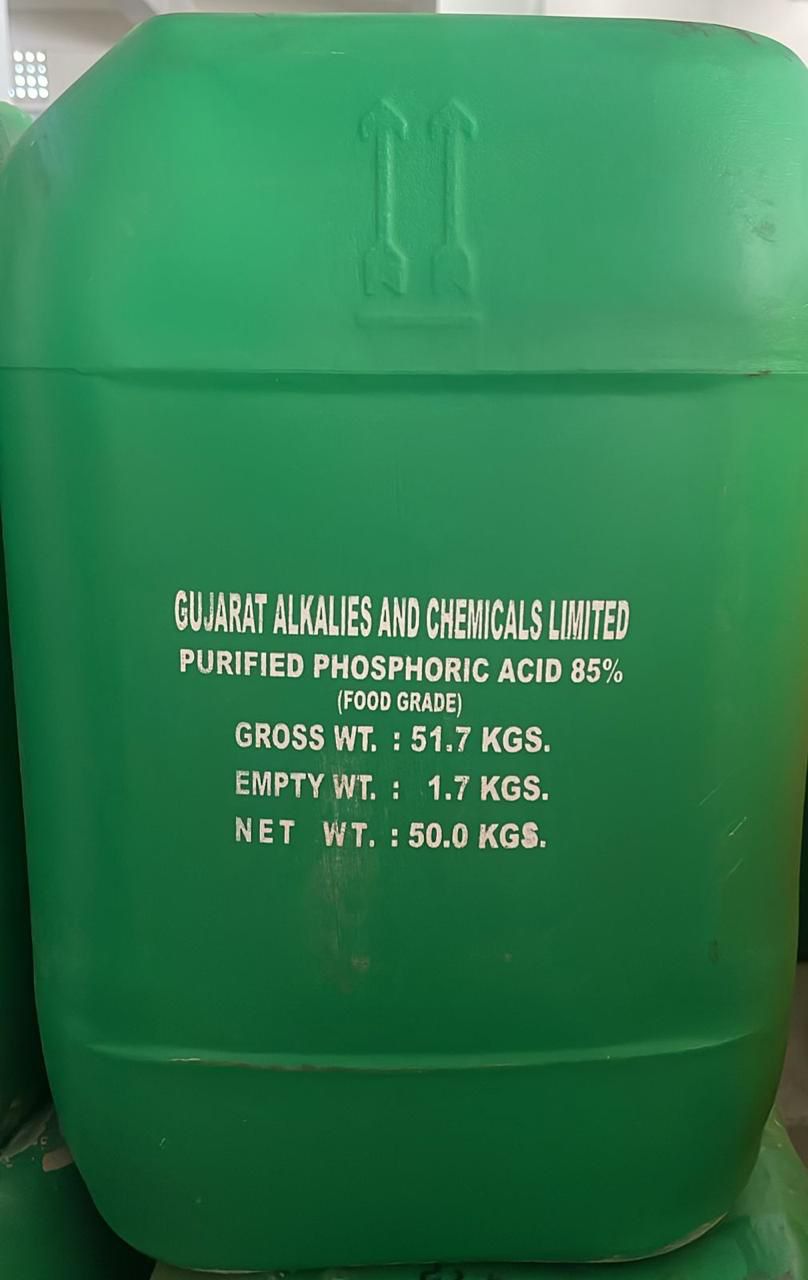 GUJARAT ALKALIES AND CHEMICALS LIMITED
PURIFIED PHOSPHORIC ACID 85%
(FOOD GRADE)
GROSS WT. : 51.7 KGS.
EMPTY WT. : 1.7 KGS.
NET WT. : 50.0 KGS.